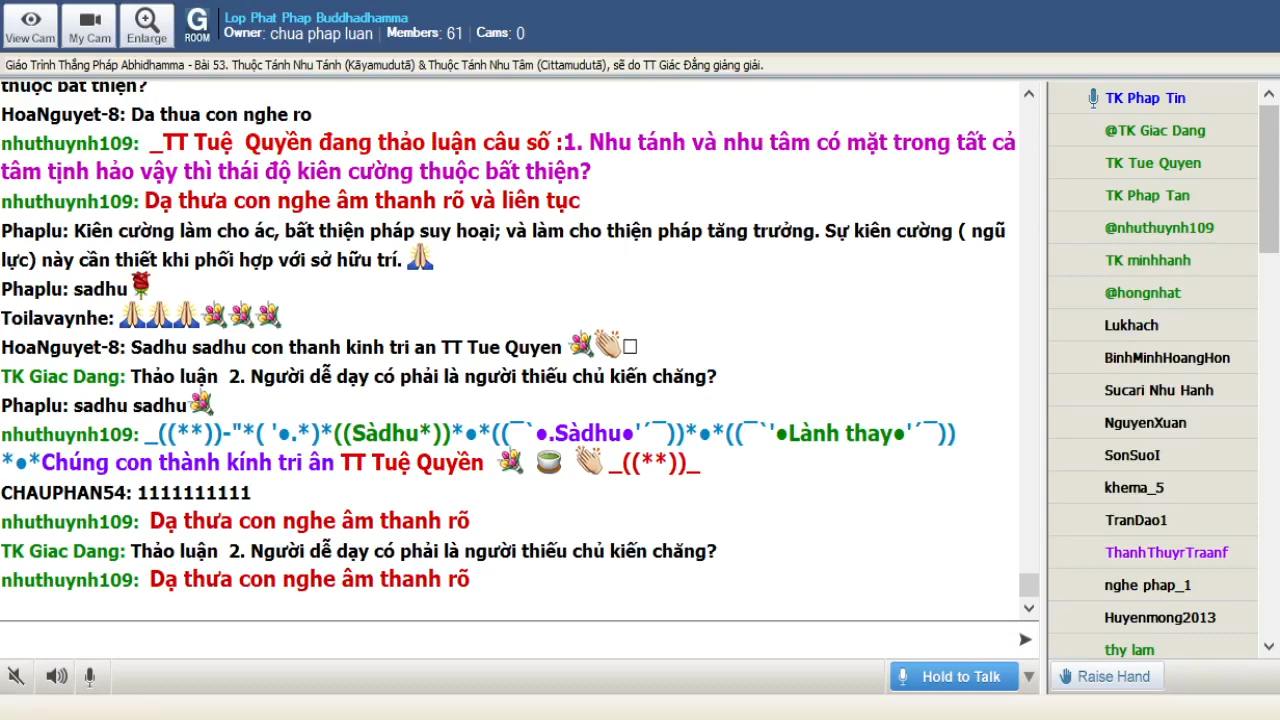 View Cam
My Cam
Enlarge
G
ROOM
Lop Phat Phap Buddhadhamma
Owner: chua phap luan | Members: 61 | Cams: 0
Giáo Trình Thắng Pháp Abhidhamma - Bài 53. Thuộc Tánh Nhu Tánh (Kāyamudutā) & Thuộc Tánh Nhu Tâm (Cittamudutā), sẽ do TT Giác Đẳng giảng giải.
thuộc bất thiện?
HoaNguyet-8: Da thua con nghe ro
nhuthuynh109: _TT Tuệ Quyền đang thảo luận câu số :1. Nhu tánh và nhu tâm có mặt trong tất cả
tâm tịnh hảo vậy thì thái độ kiên cường thuộc bất thiện?
nhuthuynh109: Dạ thưa con nghe âm thanh rõ và liên tục
Phaplu: Kiên cường làm cho ác, bất thiện pháp suy hoại; và làm cho thiện pháp tăng trưởng. Sự kiên cường ( ngũ
lực) này cần thiết khi phối hợp với sở hữu trí. 🙏
Phaplu: sadhu🌹
Toilavaynhe: 🙏🙏🙏💐💐💐
HoaNguyet-8: Sadhu sadhu con thanh kinh tri an TT Tue Quyen 💐👏□
TK Giac Dang: Thảo luận 2. Người dễ dạy có phải là người thiếu chủ kiến chăng?
Phaplu: sadhu sadhu💐
nhuthuynh109: _((**))-"*( '●.*)*((Sàdhu*))*●*((¯`●.Sàdhu●'´¯))*●*((¯`'●Lành thay●'´¯))
*●*Chúng con thành kính tri ân TT Tuệ Quyền 💐 🍵 👏 _((**))_
CHAUPHAN54: 1111111111
nhuthuynh109: Dạ thưa con nghe âm thanh rõ
TK Giac Dang: Thảo luận 2. Người dễ dạy có phải là người thiếu chủ kiến chăng?
nhuthuynh109: Dạ thưa con nghe âm thanh rõ
Hold to Talk
TK Phap Tin
@TK Giac Dang
TK Tue Quyen
TK Phap Tan
@nhuthuynh109
TK minhhanh
@hongnhat
Lukhach
BinhMinhHoangHon
Sucari Nhu Hanh
NguyenXuan
SonSuoI
khema_5
TranDao1
ThanhThuyrTraanf
nghe phap_1
Huyenmong2013
thy lam
Raise Hand